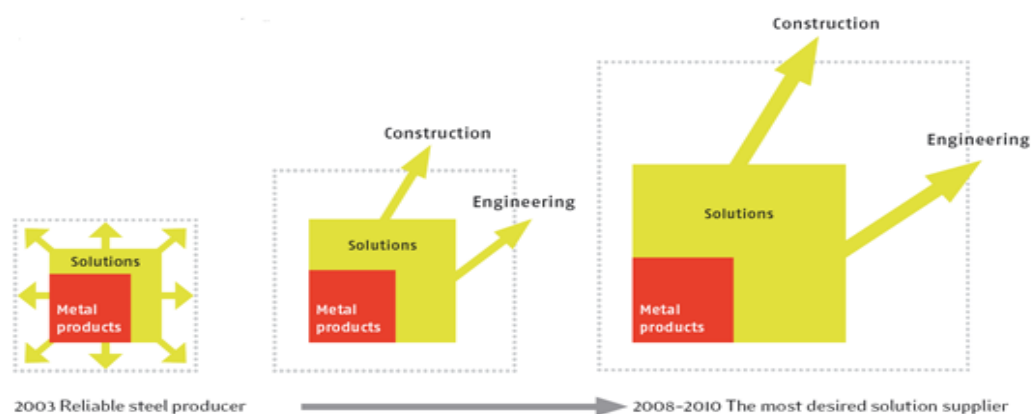 Construction
Engineering
Solutions
Metal
products
Construction
Engineering
Solutions
Metal
products
Solutions
Metal
products
2003 Reliable steel producer
2008–2010 The most desired solution supplier